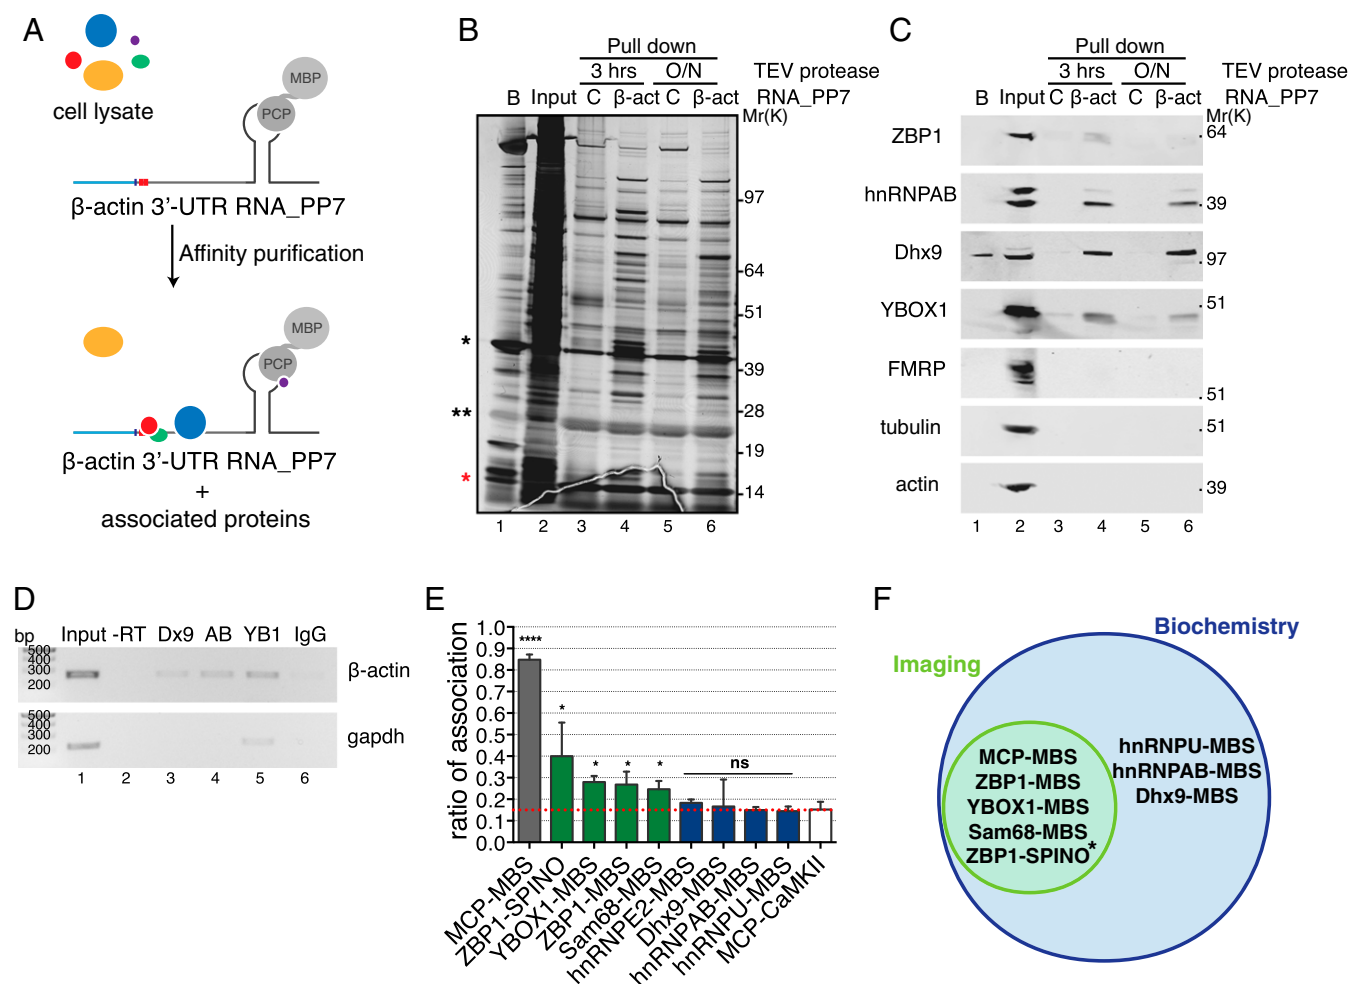 A
cell lysate
MBP
PCP
β-actin 3’-UTR RNA_PP7
Affinity purification
MBP
PCP
β-actin 3’-UTR RNA_PP7
+
associated proteins
B
Pull down
3 hrs O/N TEV protease
B Input C β-act C β-act RNA_PP7
Mr(K)
97
64
51
*
39
**
28
19
*
14
1 2 3 4 5 6
C
Pull down
3 hrs O/N TEV protease
B Input C β-act C β-act RNA_PP7
Mr(K)
ZBP1 64
hnRNPAB 39
Dhx9 97
YBOX1 51
FMRP 51
tubulin 51
actin 39
1 2 3 4 5 6
D
bp Input -RT Dx9 AB YB1 IgG
500
400
300
200
β-actin
500
400
300
200
gapdh
1 2 3 4 5 6
E
ratio of association
1.0
0.9
0.8
0.7
0.6
0.5
0.4
0.3
0.2
0.1
0.0
****
*
* * *
ns
MCP-MBS
ZBP1-SPINO
YBOX1-MBS
ZBP1-MBS
Sam68-MBS
hnRNPE2-MBS
Dhx9-MBS
hnRNPAB-MBS
hnRNPU-MBS
MCP-CaMKII
F
Biochemistry
Imaging
MCP-MBS
ZBP1-MBS
YBOX1-MBS
Sam68-MBS
ZBP1-SPINO*
hnRNPU-MBS
hnRNPAB-MBS
Dhx9-MBS